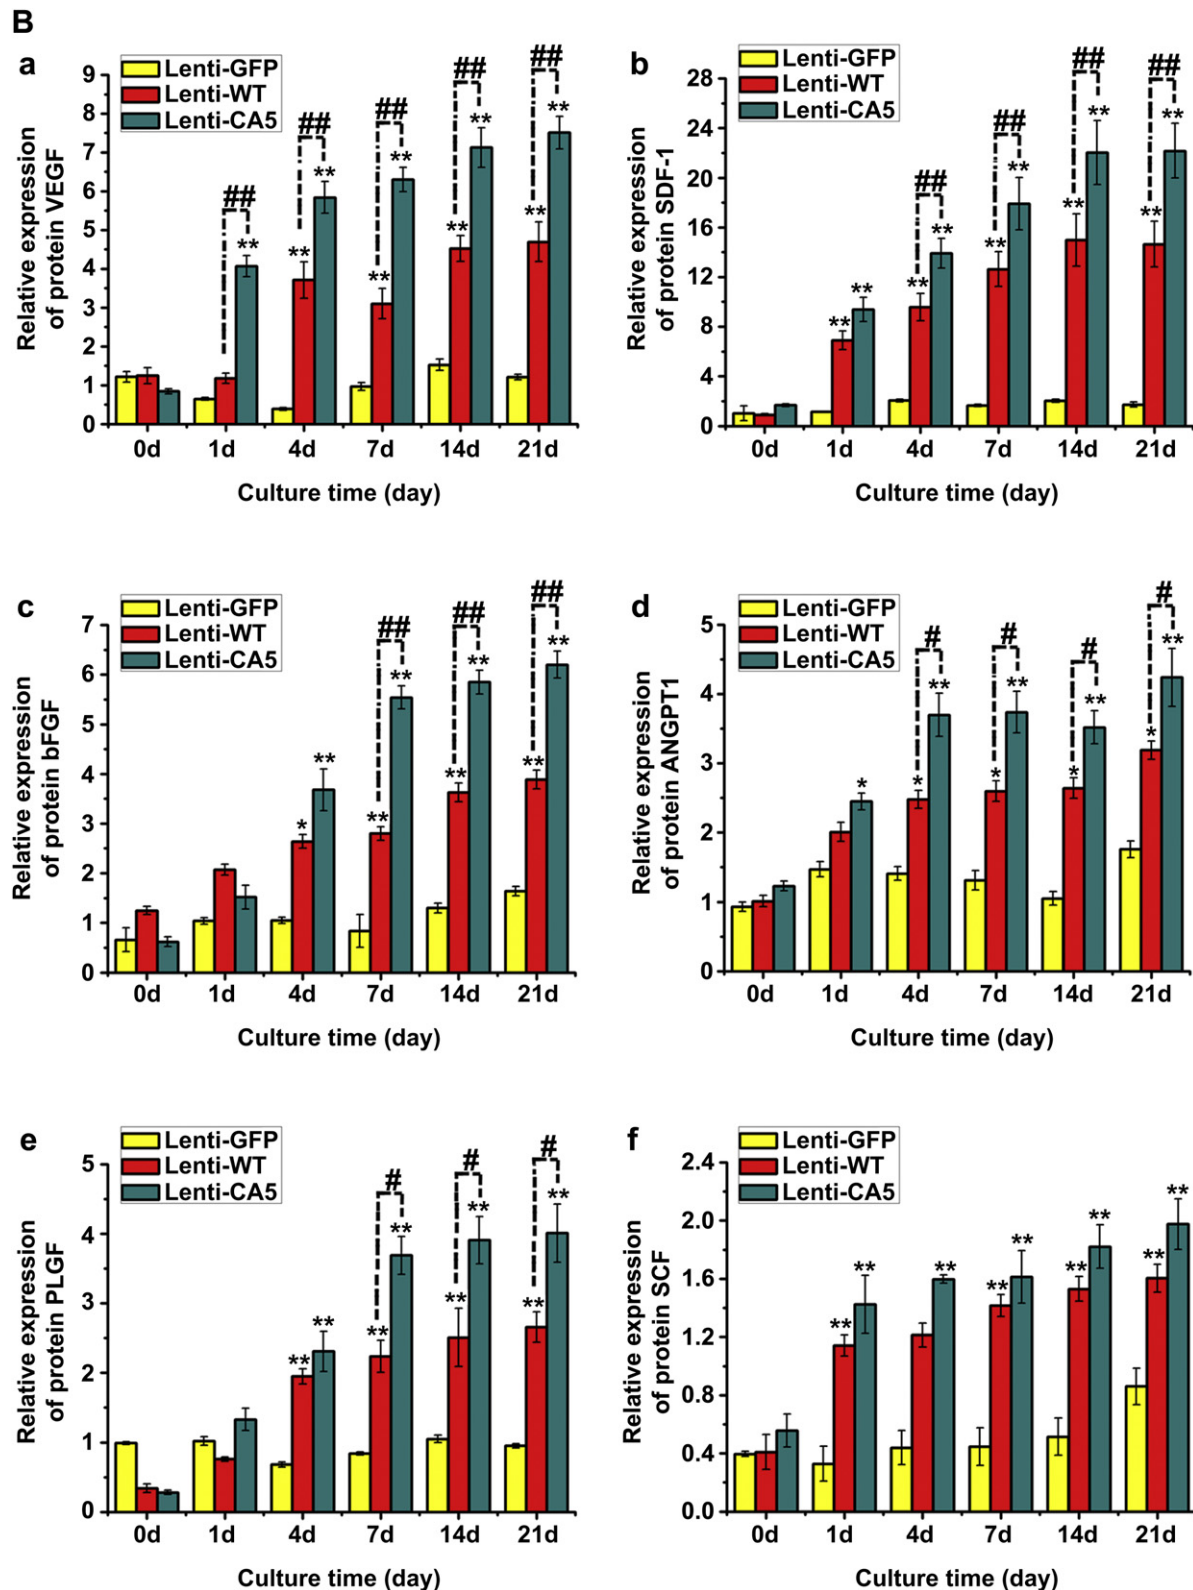 B
a
Lenti-GFP
Lenti-WT
Lenti-CA5
Relative expression
of protein VEGF
9
8
7
6
5
4
3
2
1
0
##
##
##
##
##
**
** **
** **
** **
** **
0d 1d 4d 7d 14d 21d
Culture time (day)
b
Lenti-GFP
Lenti-WT
Lenti-CA5
Relative expression
of protein SDF-1
28
24
20
16
12
8
4
0
##
##
##
##
** **
** **
** **
** **
** **
0d 1d 4d 7d 14d 21d
Culture time (day)
c
Lenti-GFP
Lenti-WT
Lenti-CA5
Relative expression
of protein bFGF
7
6
5
4
3
2
1
0
##
##
##
* **
** **
** **
** **
0d 1d 4d 7d 14d 21d
Culture time (day)
d
Lenti-GFP
Lenti-WT
Lenti-CA5
Relative expression
of protein ANGPT1
5
4
3
2
1
0
#
#
#
#
*
* **
* **
* **
* **
0d 1d 4d 7d 14d 21d
Culture time (day)
e
Lenti-GFP
Lenti-WT
Lenti-CA5
Relative expression
of protein PLGF
5
4
3
2
1
0
#
#
#
** **
** **
** **
** **
0d 1d 4d 7d 14d 21d
Culture time (day)
f
Lenti-GFP
Lenti-WT
Lenti-CA5
Relative expression
of protein SCF
2.4
2.0
1.6
1.2
0.8
0.4
0.0
** **
**
** **
** **
** **
0d 1d 4d 7d 14d 21d
Culture time (day)